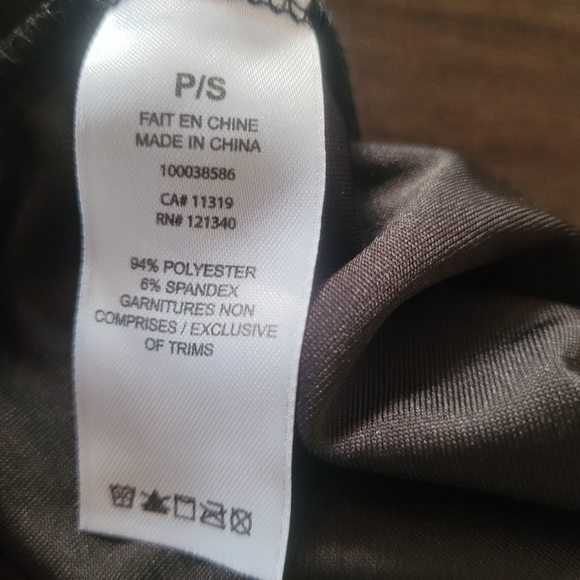 P/S
FAIT EN CHINE
MADE IN CHINA
100038586
CA# 11319
RN# 121340
94% POLYESTER
6% SPANDEX
GARNITURES NON
COMPRISES / EXCLUSIVE
OF TRIMS